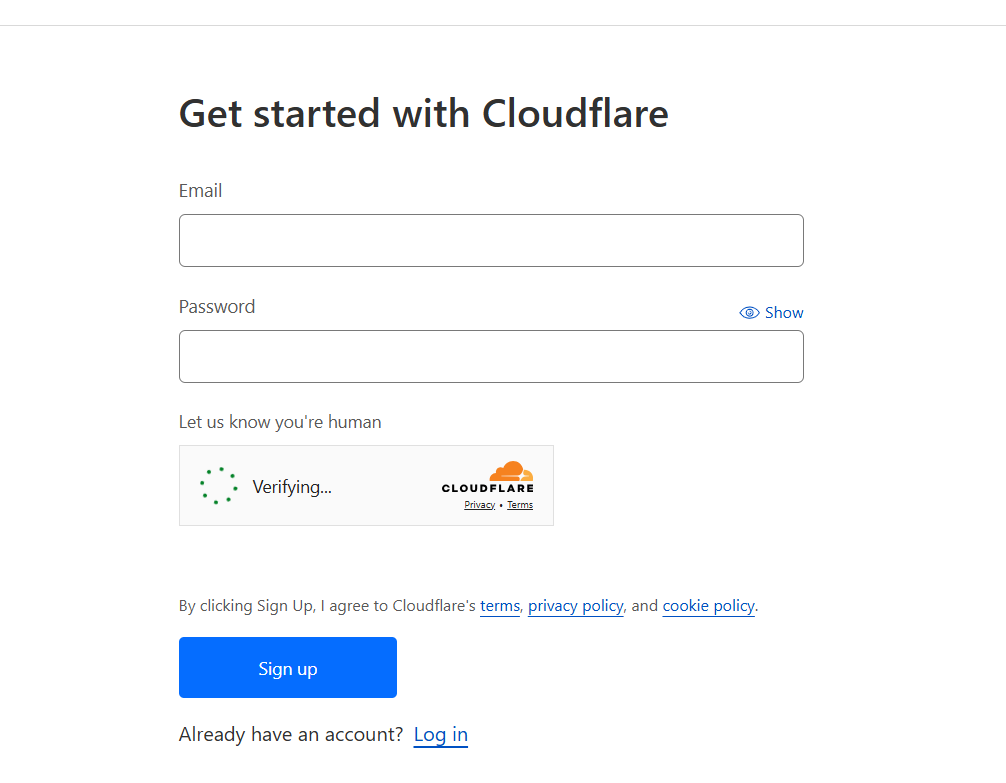 Get started with Cloudflare
Email
Password
Show
Let us know you're human
Verifying...
CLOUDFLARE
Privacy • Terms
By clicking Sign Up, I agree to Cloudflare's terms, privacy policy, and cookie policy.
Sign up
Already have an account? Log in